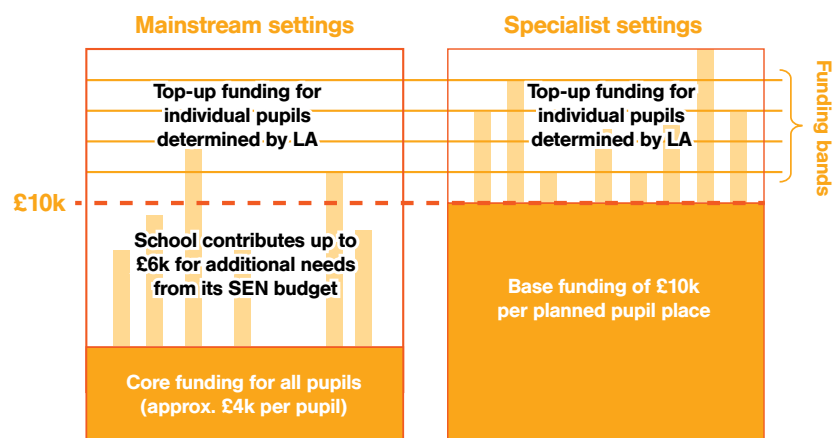 Mainstream settings
Specialist settings
Top-up funding for
individual pupils
determined by LA
Top-up funding for
individual pupils
determined by LA
Funding bands
£10k
School contributes up to
£6k for additional needs
from its SEN budget
Base funding of £10k
per planned pupil place
Core funding for all pupils
(approx. £4k per pupil)